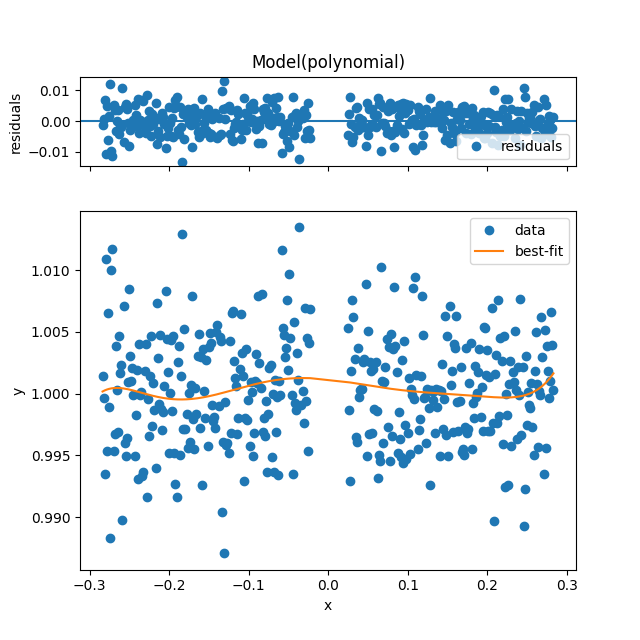 Model(polynomial)
0.01
0.00
−0.01
residuals
residuals
data
best-fit
1.010
1.005
1.000
0.995
0.990
y
−0.3
−0.2
−0.1
0.0
0.1
0.2
0.3
x